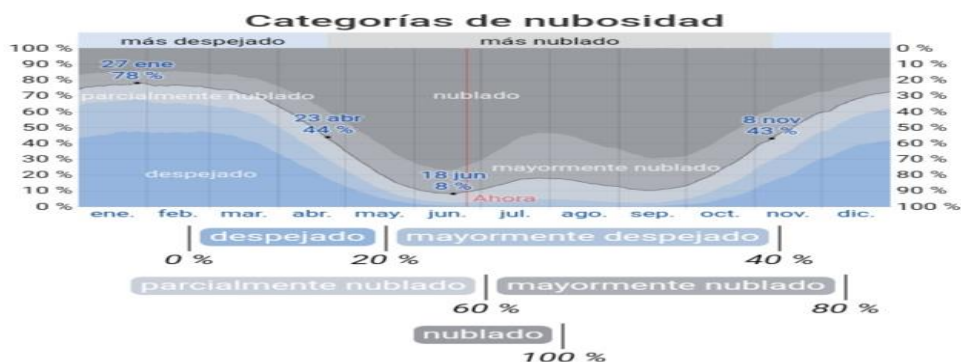 Categorías de nubosidad
más despejado más nublado
100 % 0 %
90 % 10 %
80 % 20 %
70 % 30 %
60 % 40 %
50 % 50 %
40 % 60 %
30 % 70 %
20 % 80 %
10 % 90 %
0 % 100 %
27 ene
78 %
parcialmente nublado nublado
23 abr
44 %
8 nov
43 %
despejado mayormente nublado
18 jun
8 %
Ahora
ene. feb. mar. abr. may. jun. jul. ago. sep. oct. nov. dic.
despejado mayormente despejado
0 % 20 % 40 %
parcialmente nublado mayormente nublado
60 % 80 %
nublado
100 %